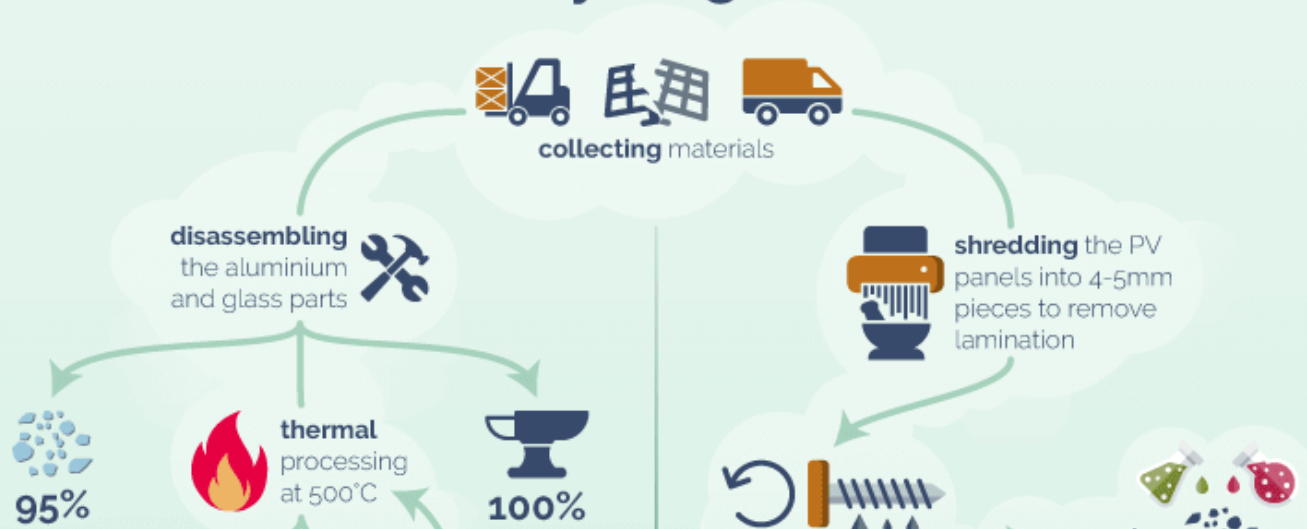 collecting materials
disassembling
the aluminium
and glass parts
shredding the PV
panels into 4-5mm
pieces to remove
lamination
thermal
processing
at 500°C
95%
100%